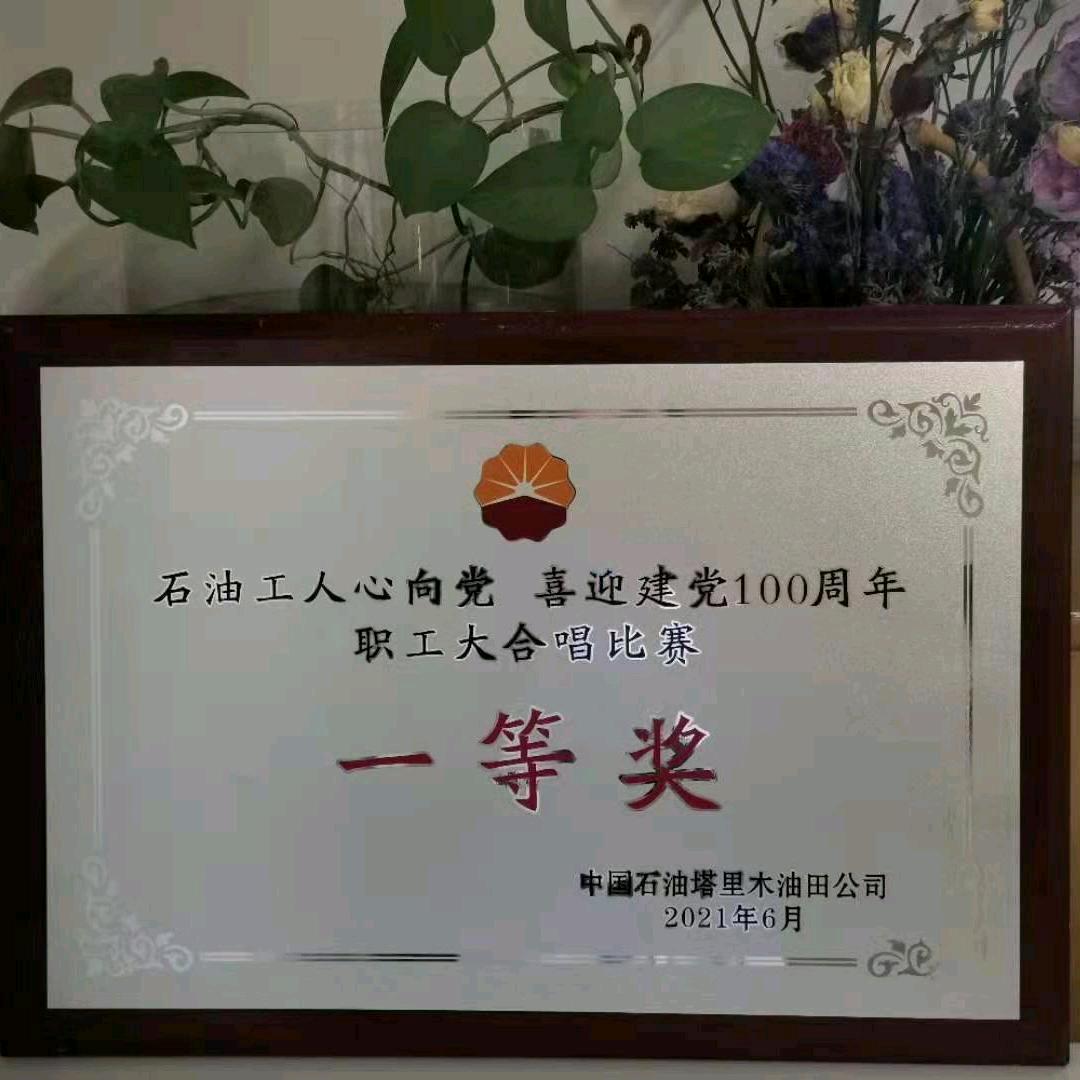 石油工人心向党 喜迎建党100周年
职工大合唱比赛
一等奖
中国石油塔里木油田公司
2021年6月